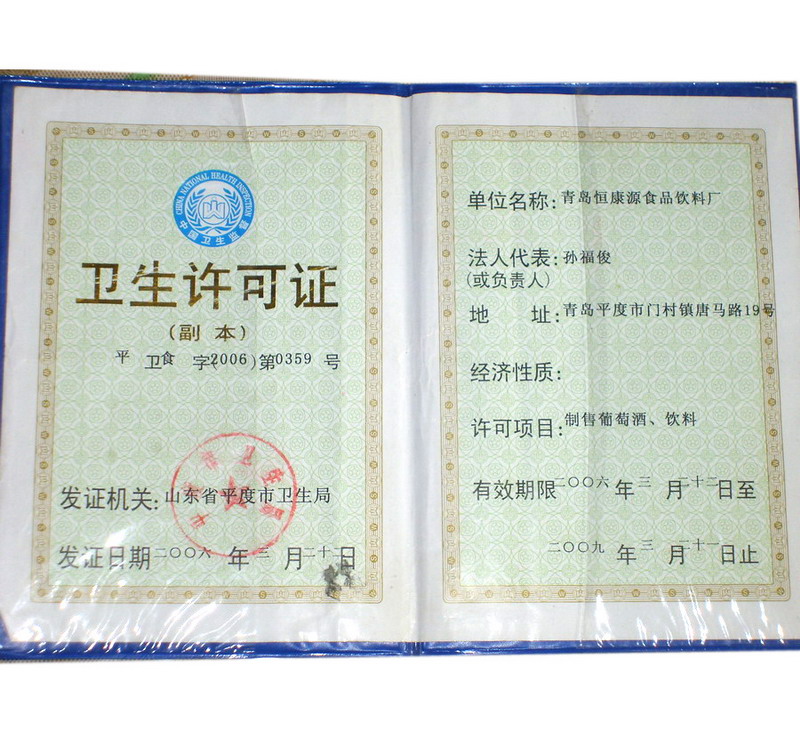 CHINA NATIONAL HEALTH INSPECTION
中国卫生监督
卫生许可证
(副 本)
平 卫食 字(2006)第0359 号
发证机关:山东省平度市卫生局
发证日期二〇〇六 年 三 月二十二日
单位名称:青岛恒康源食品饮料厂
法人代表:孙福俊
(或负责人)
地 址:青岛平度市门村镇唐马路19号
经济性质:
许可项目:制售葡萄酒、饮料
有效期限二〇〇六 年 三 月二十二日至
二〇〇九 年 三 月二十一日止